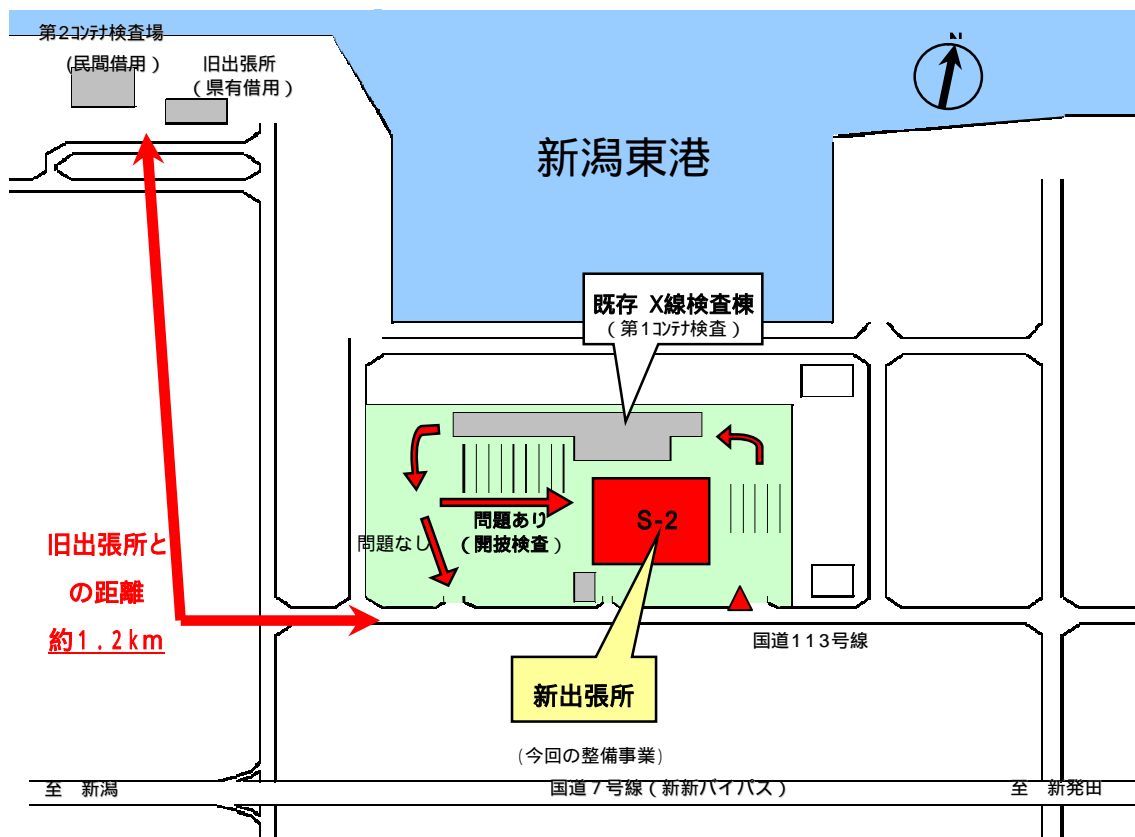 第2ｺﾝﾃﾅ検査場
(民間借用）
旧出張所
（県有借用）
N
新潟東港
既存 X線検査棟
（第1ｺﾝﾃﾅ検査）
問題あり
（開披検査）
問題なし
S-2
旧出張所と
の距離
約1.2km
国道113号線
新出張所
(今回の整備事業)
至　新潟
国道７号線（新新バイパス）
至　新発田